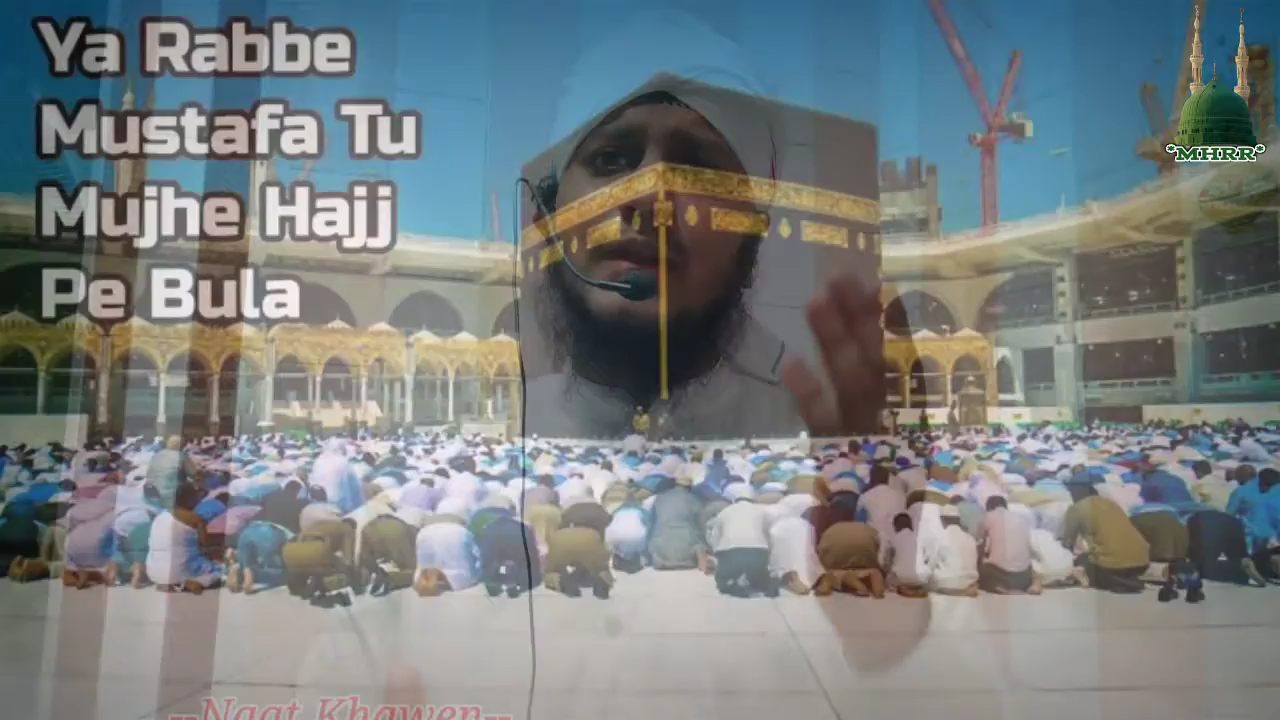 Ya Rabbe
Mustafa Tu
Mujhe Hajj
Pe Bula
*MHRR*
--Naat Khawen--